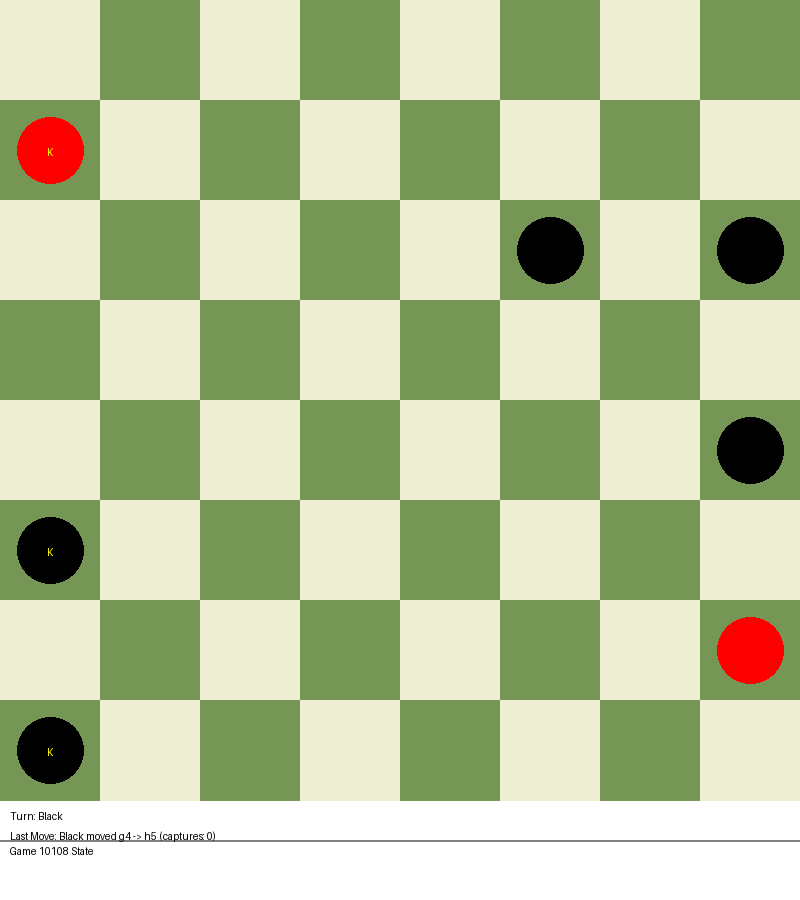 K
K
K
Turn: Black
Last Move: Black moved g4 -> h5 (captures: 0)
Game 10108 State